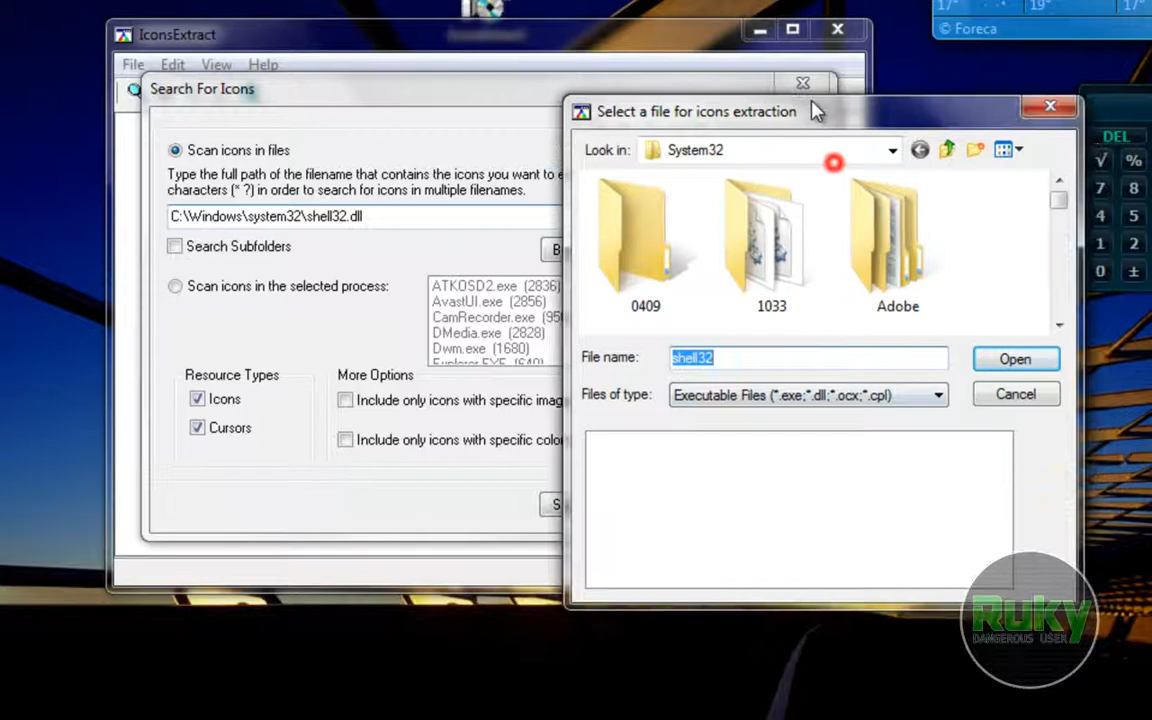 17°
19°
17°
© Foreca
IconsExtract
File Edit View Help
Search For Icons
Select a file for icons extraction
DEL
Look in: System32
√ %
Scan icons in files
Type the full path of the filename that contains the icons you want to
characters (* ?) in order to search for icons in multiple filenames.
7 8
C:\Windows\system32\shell32.dll
4 5
Search Subfolders
B
1 2
0 ±
Scan icons in the selected process:
ATKOSD2.exe (2836)
AvastUI.exe (2856)
CamRecorder.exe (95
DMedia.exe (2828)
Dwm.exe (1680)
Explorer.EXE (640)
0409 1033 Adobe
File name: shell32 Open
Files of type: Executable Files (*.exe;*.dll;*.ocx;*.cpl) Cancel
Resource Types
More Options
Icons
Include only icons with specific imag
Cursors
Include only icons with specific colo
S
Ruky
DANGEROUS USER